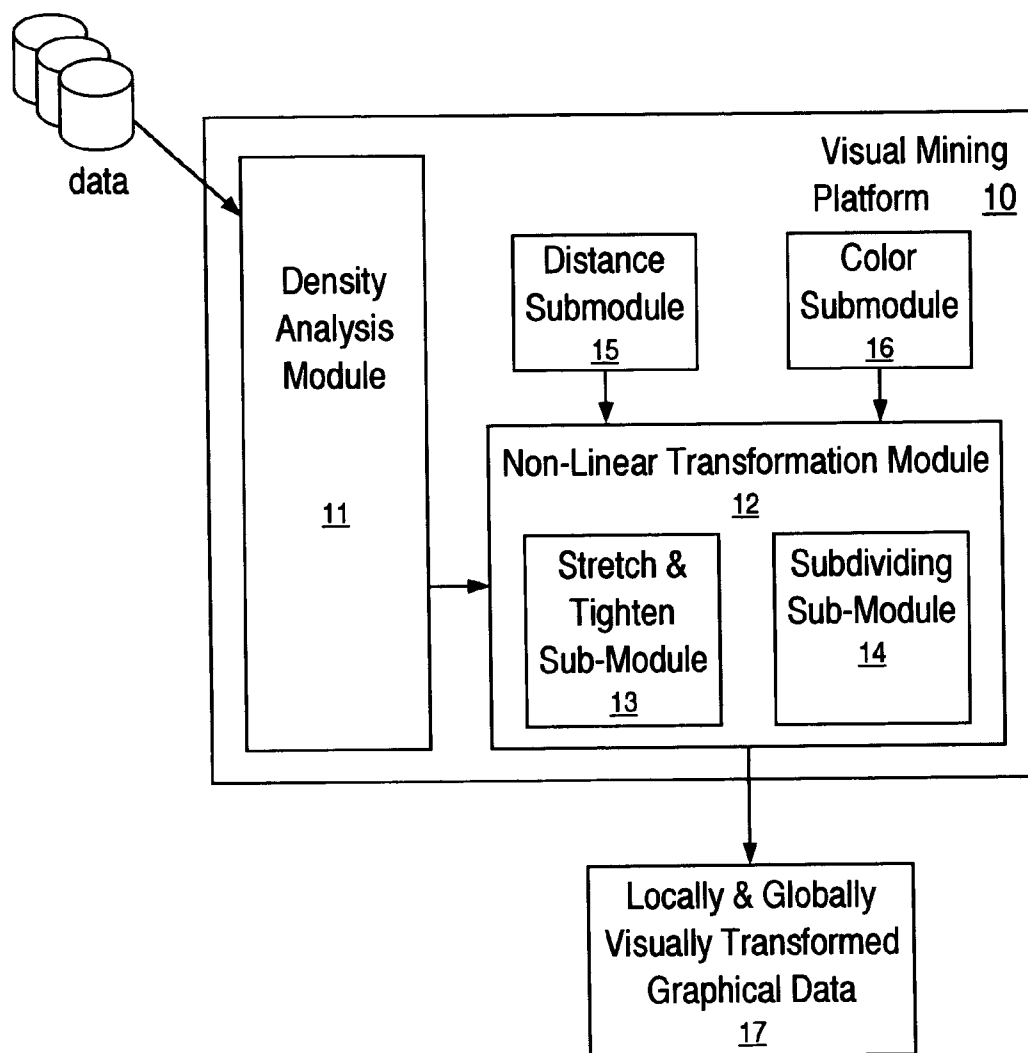 data
Visual Mining
Platform 10
Density
Analysis
Module
11
Distance
Submodule
15
Color
Submodule
16
Non-Linear Transformation Module
12
Stretch &
Tighten
Sub-Module
13
Subdividing
Sub-Module
14
Locally & Globally
Visually Transformed
Graphical Data
17